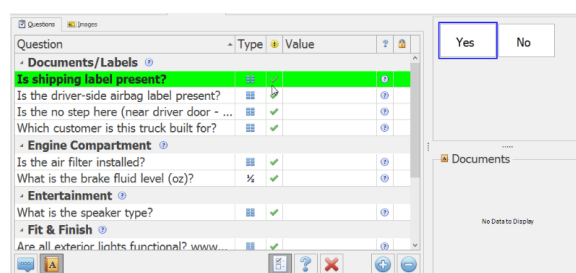 Questions Images
Question Type Value
Documents/Labels
Is shipping label present?
Is the driver-side airbag label present?
Is the no step here (near driver door - ...
Which customer is this truck built for?
Engine Compartment
Is the air filter installed?
What is the brake fluid level (oz)? ½
Entertainment
What is the speaker type?
Fit & Finish
Are all exterior lights functional? www...
Yes No
Documents
No Data to Display